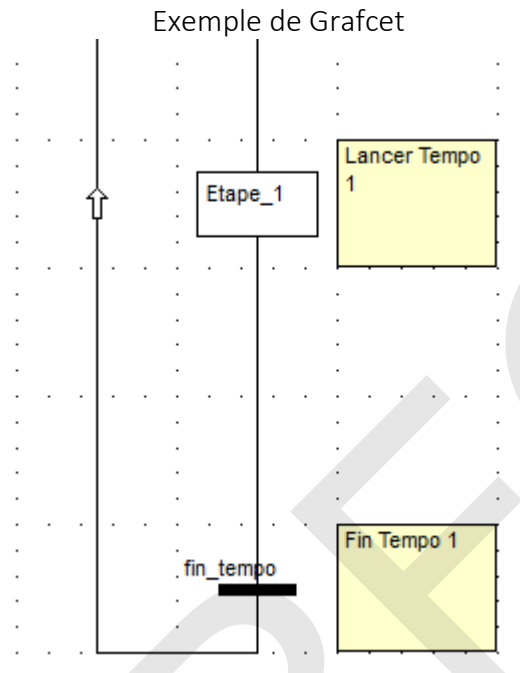 Exemple de Grafcet
Lancer Tempo
1
Etape_1
fin_tempo
Fin Tempo 1